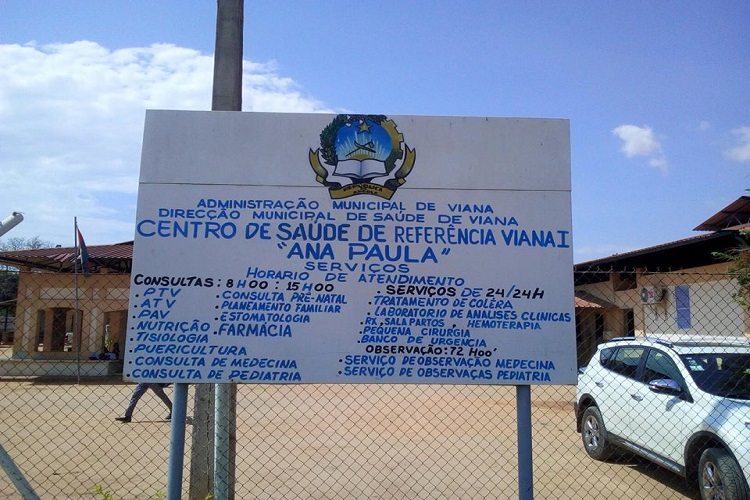 ADMINISTRAÇÃO MUNICIPAL DE VIANA
DIRECÇÃO MUNICIPAL DE SAÚDE DE VIANA
CENTRO DE SAÚDE DE REFERÊNCIA VIANA I
"ANA PAULA"
SERVIÇOS
HORARIO DE ATENDIMENTO
CONSULTAS: 8H00 : 15H00
. PTV
. ATV
. PAV
. NUTRIÇÃO
. TISIOLOGIA
. PUERICULTURA
. CONSULTA DE MEDECINA
. CONSULTA DE PEDIATRIA
. CONSULTA PRÉ-NATAL
. PLANEAMENTO FAMILIAR
. ESTOMATOLOGIA
. FARMÁCIA
. SERVIÇOS DE 24/24H
. TRATAMENTO DE COLÉRA
. LABORATORIO DE ANALISES CLINICAS
. RX, SALA PARTOS, HEMOTERAPIA
. PEQUENA CIRURGIA
. BANCO DE URGENCIA
OBSERVAÇÃO: 72 H00'
. SERVIÇO DE OBSERVAÇÃO MEDECINA
. SERVIÇO DE OBSERVAÇAS PEDIATRIA